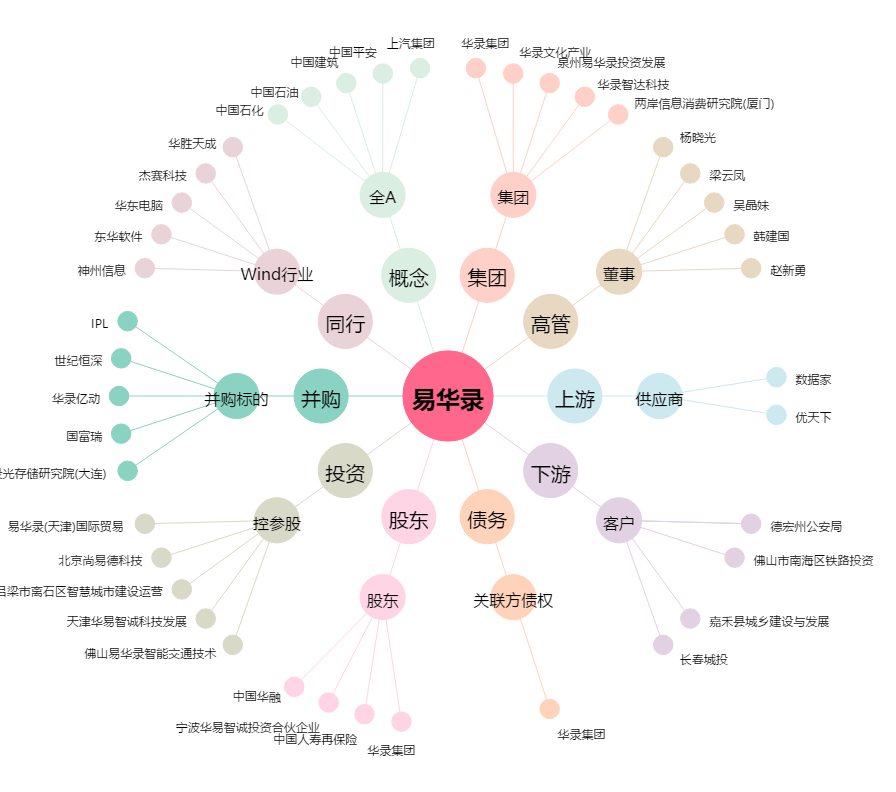 易华录
概念
全A
中国石化
中国石油
中国建筑
中国平安
上汽集团
集团
集团
华录集团
华录文化产业
泉州易华录投资发展
华录智达科技
两岸信息消费研究院(厦门)
高管
董事
杨晓光
梁云凤
吴晶妹
韩建国
赵新勇
上游
供应商
数据家
优天下
下游
客户
德宏州公安局
佛山市南海区铁路投资
嘉禾县城乡建设与发展
长春城投
债务
关联方债权
华录集团
股东
股东
华录集团
中国人寿再保险
宁波华易智诚投资合伙企业
中国华融
投资
控参股
易华录(天津)国际贸易
北京尚易德科技
吕梁市离石区智慧城市建设运营
天津华易智诚科技发展
佛山易华录智能交通技术
并购
并购标的
IPL
世纪恒深
华录亿动
国富瑞
光存储研究院(大连)
同行
Wind行业
华胜天成
杰赛科技
华东电脑
东华软件
神州信息